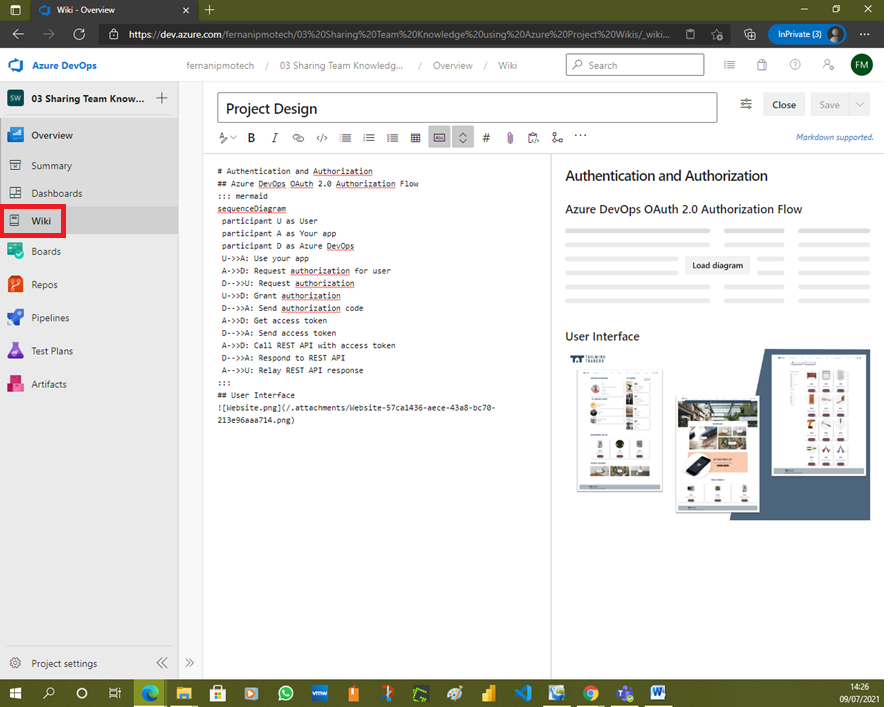 Wiki - Overview
https://dev.azure.com/fernanipmotech/03%20Sharing%20Team%20Knowledge%20using%20Azure%20Project%20Wikis/_wiki...
InPrivate (3)
Azure DevOps
fernanipmotech / 03 Sharing Team Knowledg... / Overview / Wiki
Search
FM
SW 03 Sharing Team Know...
Overview
Summary
Dashboards
Wiki
Boards
Repos
Pipelines
Test Plans
Artifacts
Project settings
Project Design
Close
Save
B I
Markdown supported.
# Authentication and Authorization
## Azure DevOps OAuth 2.0 Authorization Flow
::: mermaid
sequenceDiagram
participant U as User
participant A as Your app
participant D as Azure DevOps
U->>A: Use your app
A->>D: Request authorization for user
D-->>U: Request authorization
U->>D: Grant authorization
D-->>A: Send authorization code
A->>D: Get access token
D-->>A: Send access token
A->>D: Call REST API with access token
D-->>A: Respond to REST API
A-->>U: Relay REST API response
:::
## User Interface
![Website.png](/.attachments/Website-57ca1436-aece-43a8-bc70-
213e96aaa714.png)
Authentication and Authorization
Azure DevOps OAuth 2.0 Authorization Flow
Load diagram
User Interface
TAILWIND
TRADERS
vmw
14:26
09/07/2021